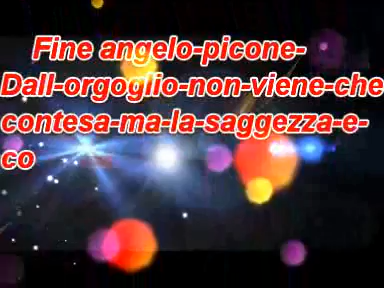 Fine angelo-picone-
Dall-orgoglio-non-viene-che
contesa-ma-la-saggezza-e-
co